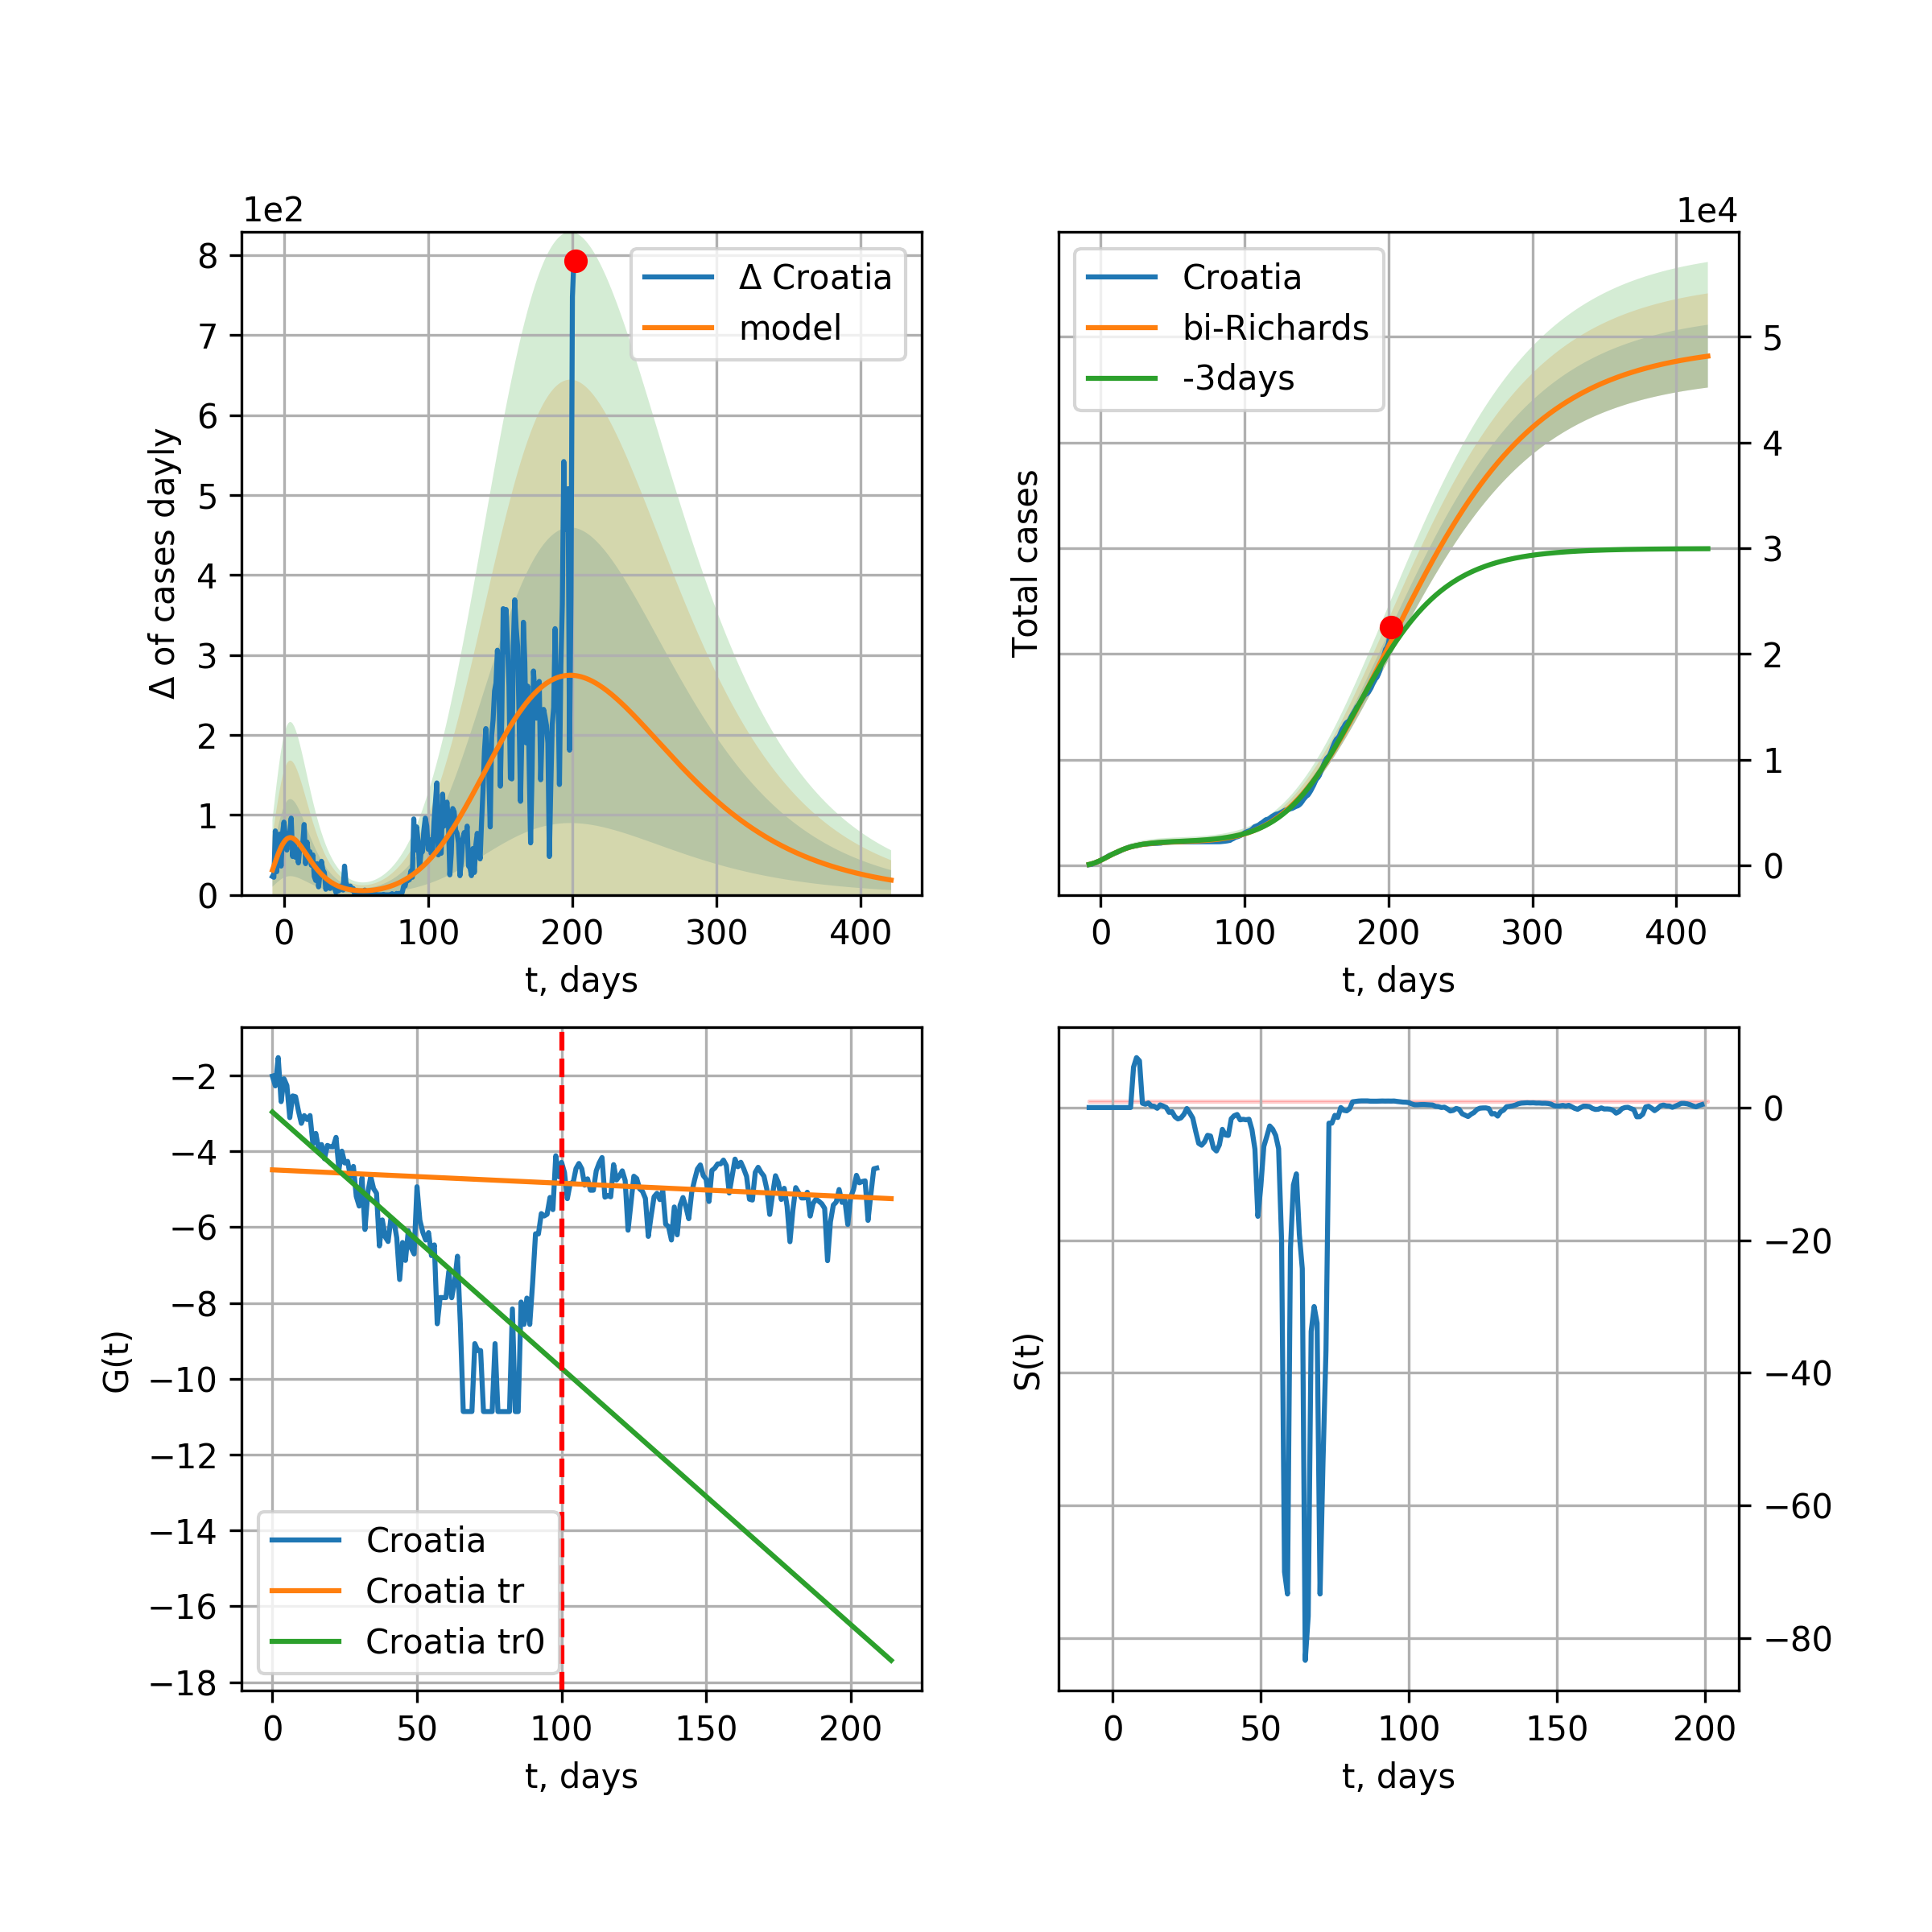 1e2
8
7
6
5
4
3
2
1
0
Δ of cases dayly
Δ Croatia
model
0 100 200 300 400
t, days
1e4
Croatia
bi-Richards
-3days
Total cases
5
4
3
2
1
0
0 100 200 300 400
t, days
−2
−4
−6
−8
−10
−12
−14
−16
−18
G(t)
Croatia
Croatia tr
Croatia tr0
0 50 100 150 200
t, days
S(t)
0
−20
−40
−60
−80
0 50 100 150 200
t, days